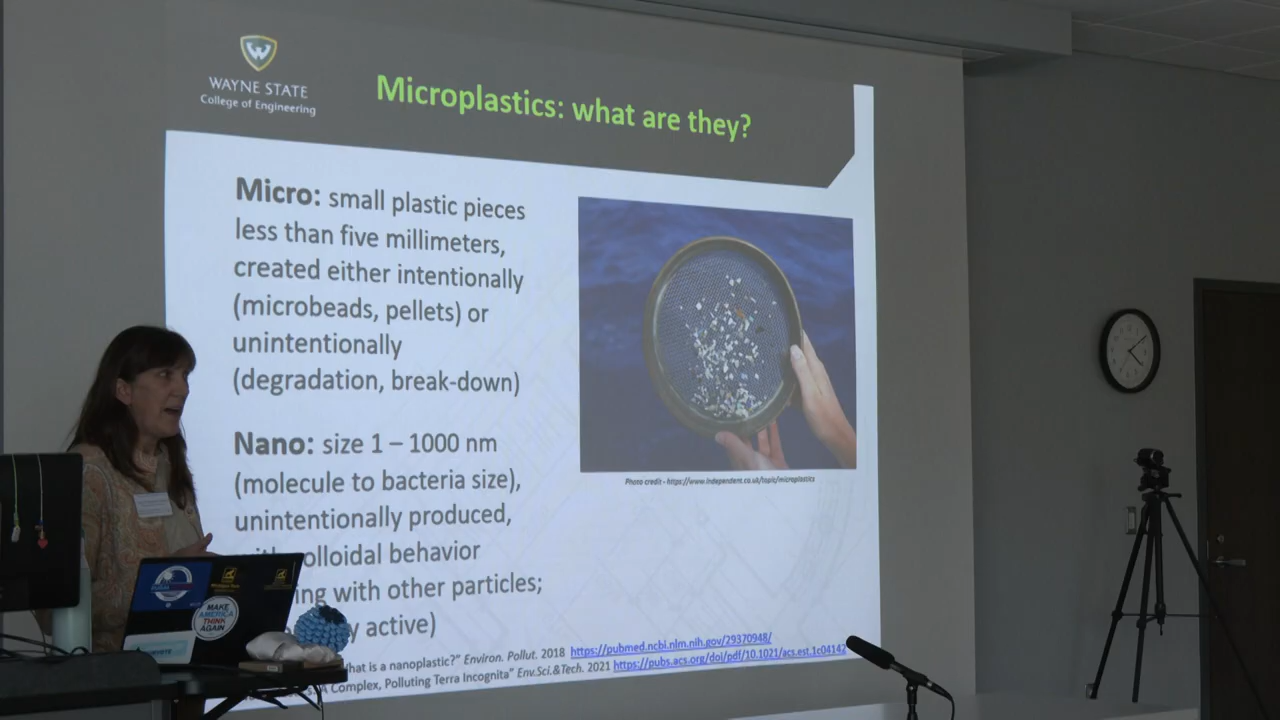 WAYNE STATE
College of Engineering
Microplastics: what are they?
Micro: small plastic pieces
less than five millimeters,
created either intentionally
(microbeads, pellets) or
unintentionally
(degradation, break-down)
Nano: size 1 – 1000 nm
(molecule to bacteria size),
unintentionally produced,
colloidal behavior
with other particles;
active)
Photo credit - https://www.independent.co.uk/topic/microplastics
hat is a nanoplastic?" Environ. Pollut. 2018 https://pubmed.ncbi.nlm.nih.gov/29370948/
A Complex, Polluting Terra Incognita" Env.Sci.&Tech. 2021 https://pubs.acs.org/doi/pdf/10.1021/acs.est.1c04142
MAKE
AMERICA
THINK
AGAIN